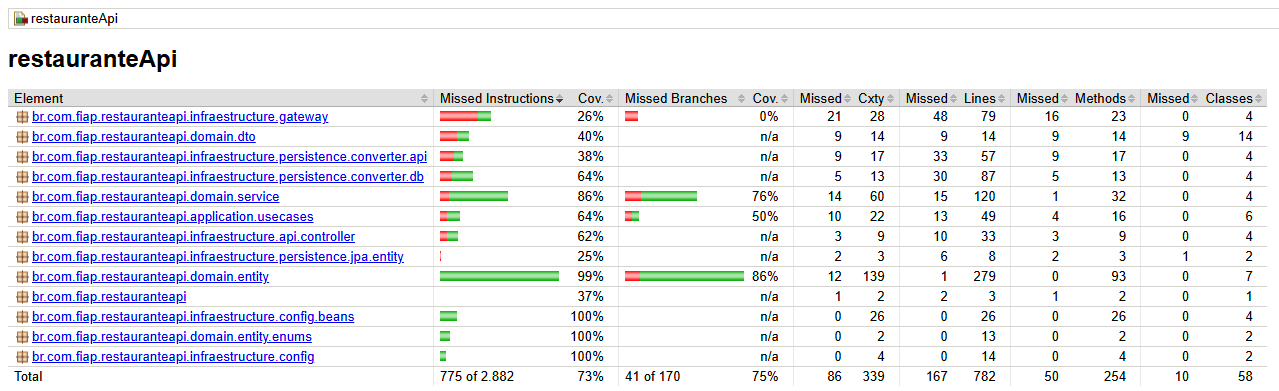 restauranteApi
restauranteApi
Element Missed Instructions Cov. Missed Branches Cov. Missed Cxty Missed Lines Missed Methods Missed Classes
br.com.fiap.restauranteapi.infraestructure.gateway 26% 0% 21 28 48 79 16 23 0 4
br.com.fiap.restauranteapi.domain.dto 40% n/a 9 14 9 14 9 14 9 14
br.com.fiap.restauranteapi.infraestructure.persistence.converter.api 38% n/a 9 17 33 57 9 17 0 4
br.com.fiap.restauranteapi.infraestructure.persistence.converter.db 64% n/a 5 13 30 87 5 13 0 4
br.com.fiap.restauranteapi.domain.service 86% 76% 14 60 15 120 1 32 0 4
br.com.fiap.restauranteapi.application.usecases 64% 50% 10 22 13 49 4 16 0 6
br.com.fiap.restauranteapi.infraestructure.api.controller 62% n/a 3 9 10 33 3 9 0 4
br.com.fiap.restauranteapi.infraestructure.persistence.jpa.entity 25% n/a 2 3 6 8 2 3 1 2
br.com.fiap.restauranteapi.domain.entity 99% 86% 12 139 1 279 0 93 0 7
br.com.fiap.restauranteapi 37% n/a 1 2 2 3 1 2 0 1
br.com.fiap.restauranteapi.infraestructure.config.beans 100% n/a 0 26 0 26 0 26 0 4
br.com.fiap.restauranteapi.domain.entity.enums 100% n/a 0 2 0 13 0 2 0 2
br.com.fiap.restauranteapi.infraestructure.config 100% n/a 0 4 0 14 0 4 0 2
Total 775 of 2.882 73% 41 of 170 75% 86 339 167 782 50 254 10 58